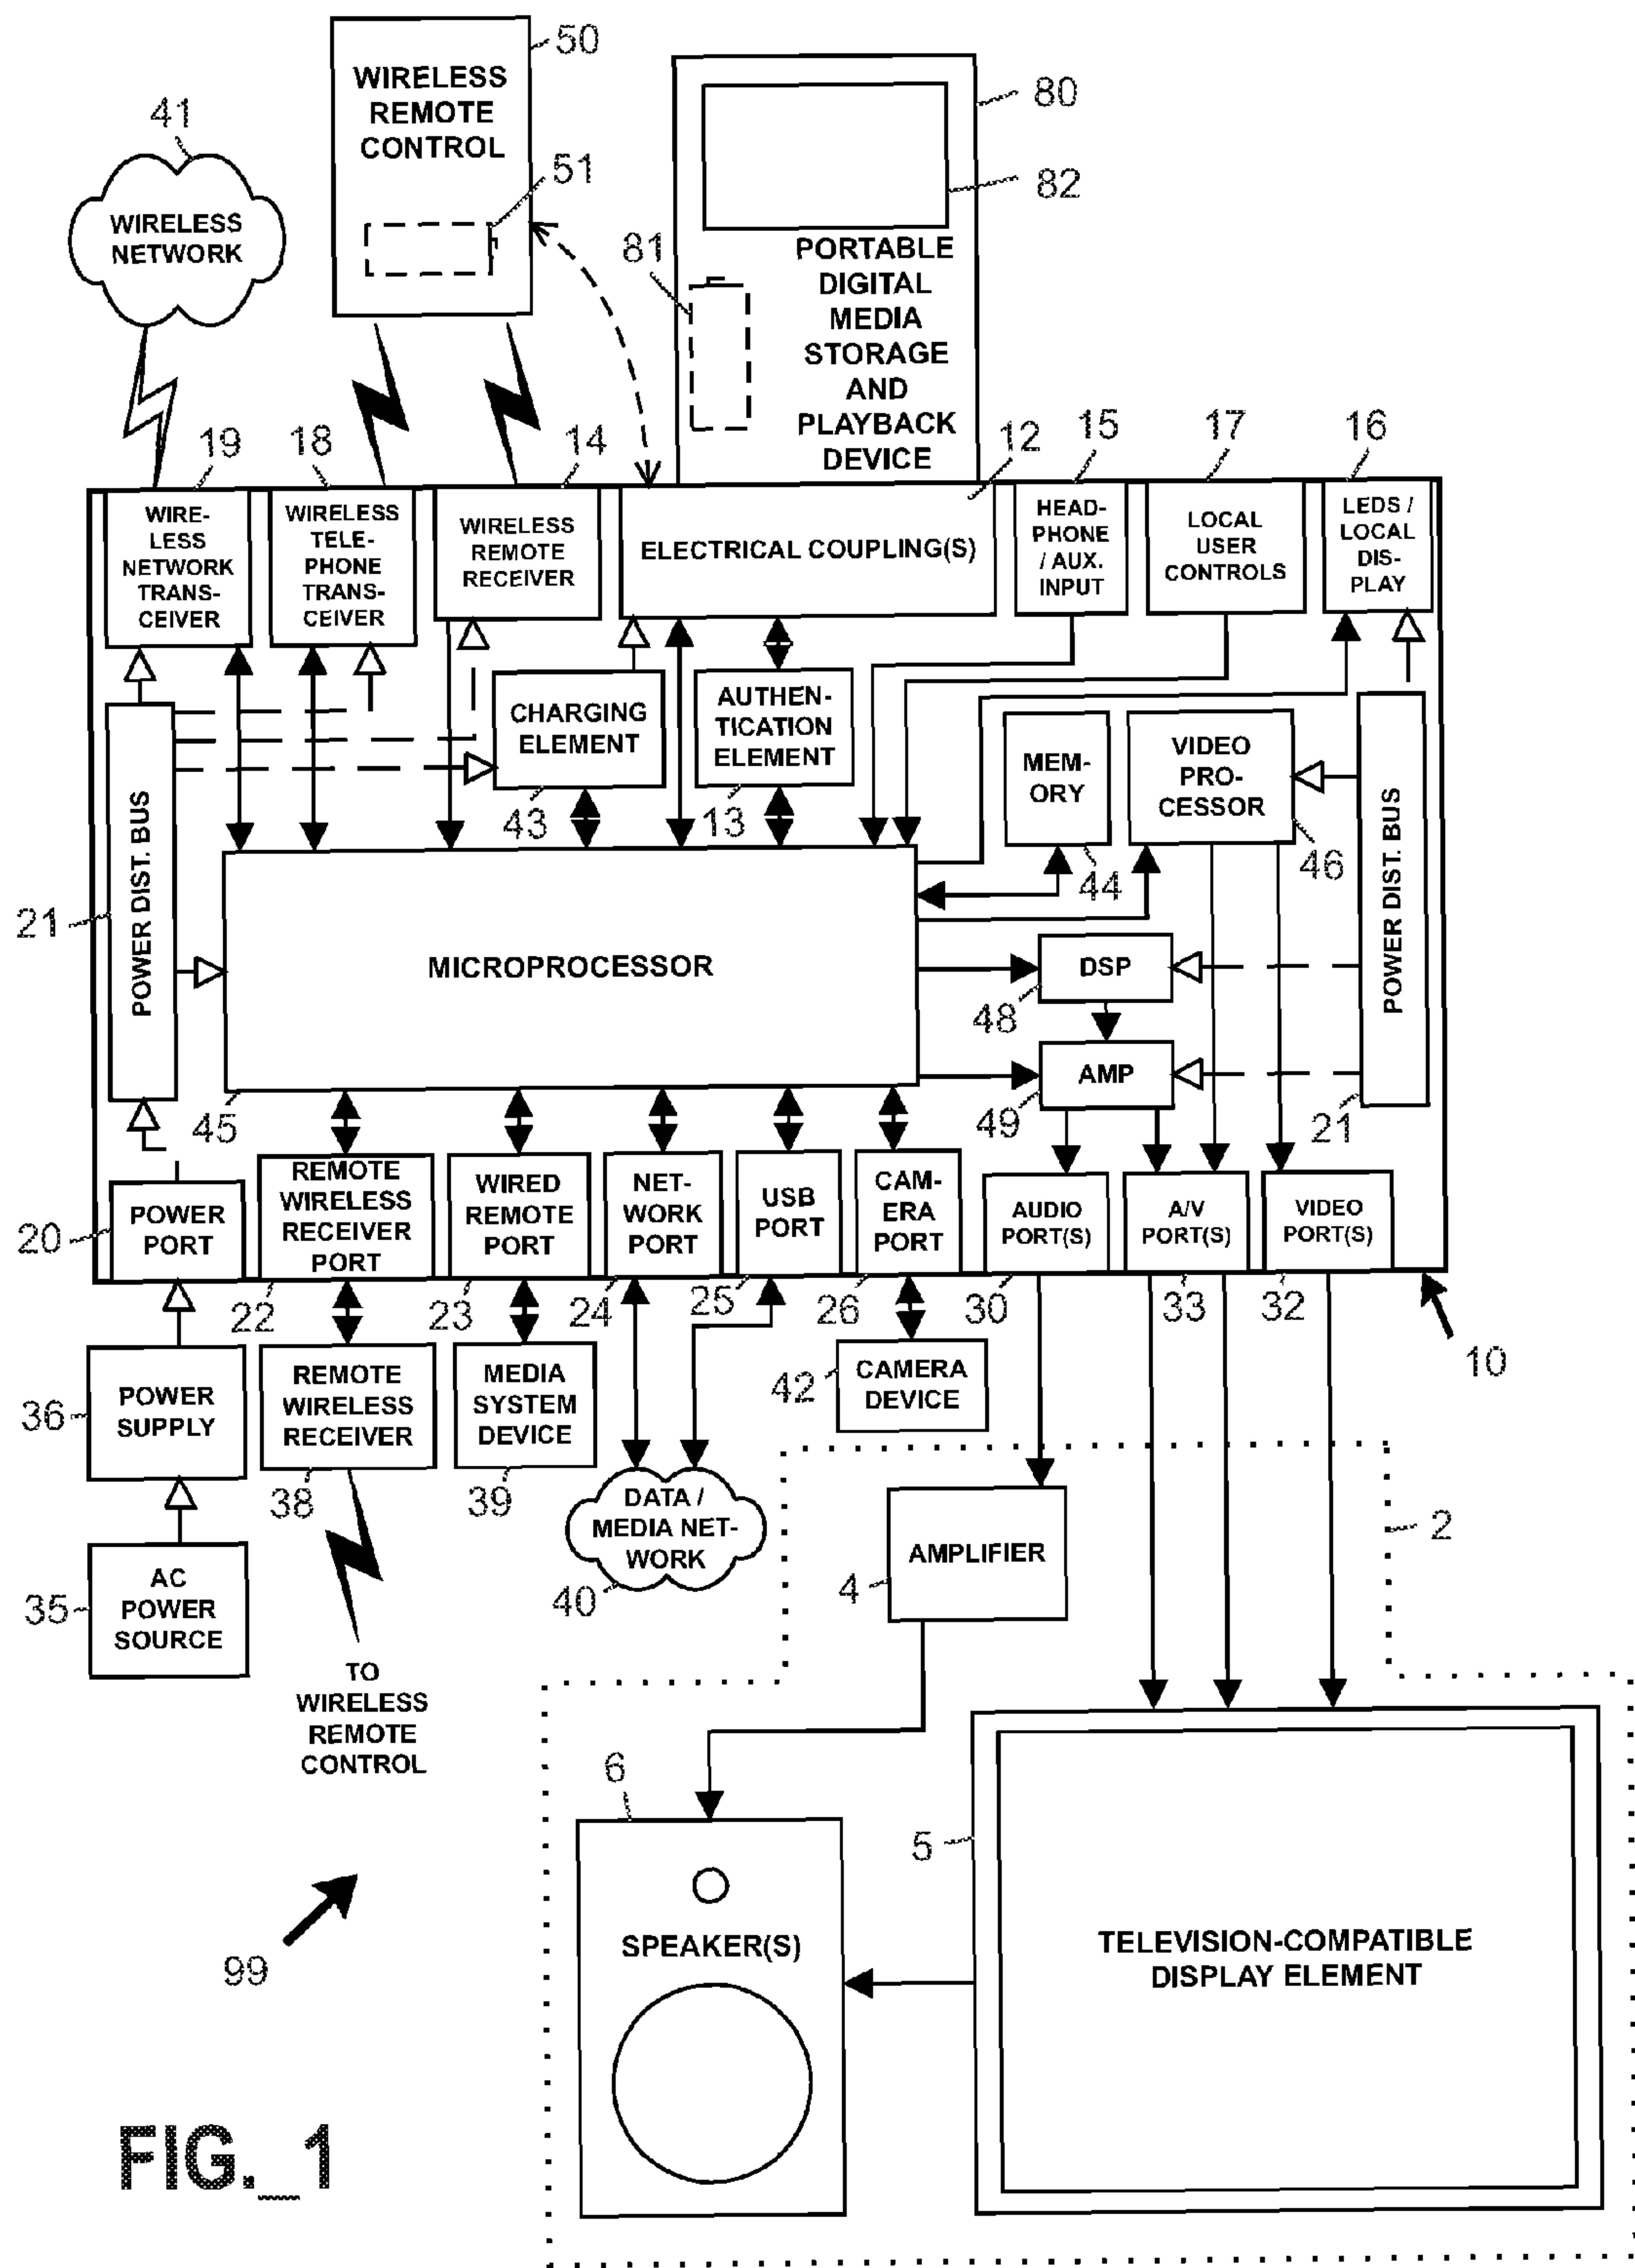 50
WIRELESS
REMOTE
CONTROL
51
41
WIRELESS
NETWORK
80
82
81
PORTABLE
DIGITAL
MEDIA
STORAGE
AND
PLAYBACK
DEVICE
19
18
14
12
15
17
16
WIRE-
LESS
NETWORK
TRANS-
CEIVER
WIRELESS
TELE-
PHONE
TRANS-
CEIVER
WIRELESS
REMOTE
RECEIVER
ELECTRICAL COUPLING(S)
HEAD-
PHONE
/ AUX.
INPUT
LOCAL
USER
CONTROLS
LEDS /
LOCAL
DIS-
PLAY
CHARGING
ELEMENT
43
AUTHEN-
TICATION
ELEMENT
13
MEM-
ORY
44
VIDEO
PRO-
CESSOR
46
POWER DIST. BUS
21
MICROPROCESSOR
45
DSP
48
AMP
49
POWER DIST. BUS
21
POWER
PORT
20
REMOTE
WIRELESS
RECEIVER
PORT
22
WIRED
REMOTE
PORT
23
NET-
WORK
PORT
24
USB
PORT
25
CAM-
ERA
PORT
26
AUDIO
PORT(S)
30
A/V
PORT(S)
33
VIDEO
PORT(S)
32
10
POWER
SUPPLY
36
REMOTE
WIRELESS
RECEIVER
38
MEDIA
SYSTEM
DEVICE
39
CAMERA
DEVICE
42
DATA /
MEDIA NET-
WORK
40
AC
POWER
SOURCE
35
TO
WIRELESS
REMOTE
CONTROL
AMPLIFIER
4
2
6
SPEAKER(S)
5
TELEVISION-COMPATIBLE
DISPLAY ELEMENT
99
FIG._1